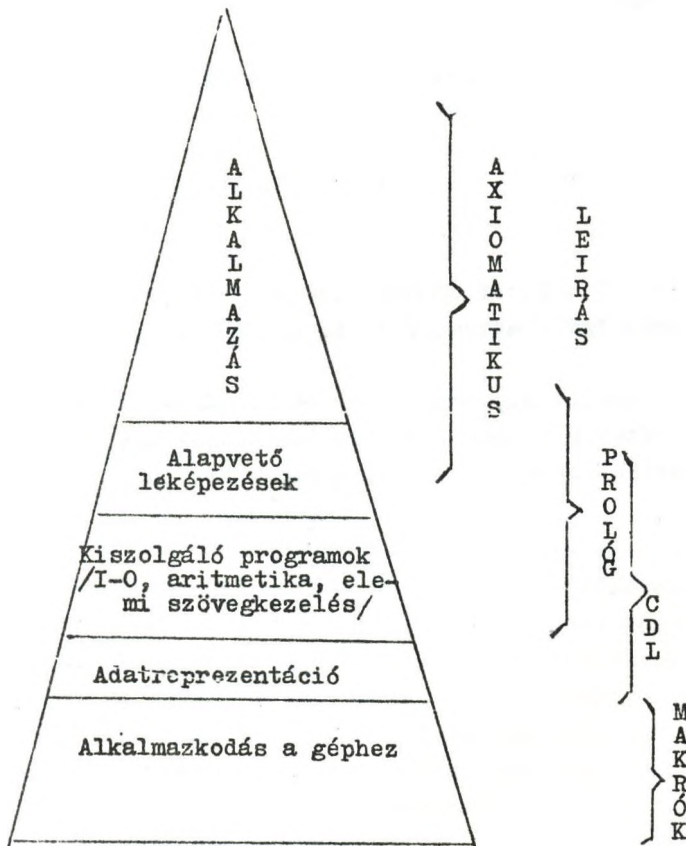 ALKALMAZÁS
Alapvető
leképezések
Kiszolgáló programok
/I-O, aritmetika, ele-
mi szövegkezelés/
Adatreprezentáció
Alkalmazkodás a géphez
AXIOMATIKUS
LEIRÁS
PROLÓG
CDL
MAKRÓK